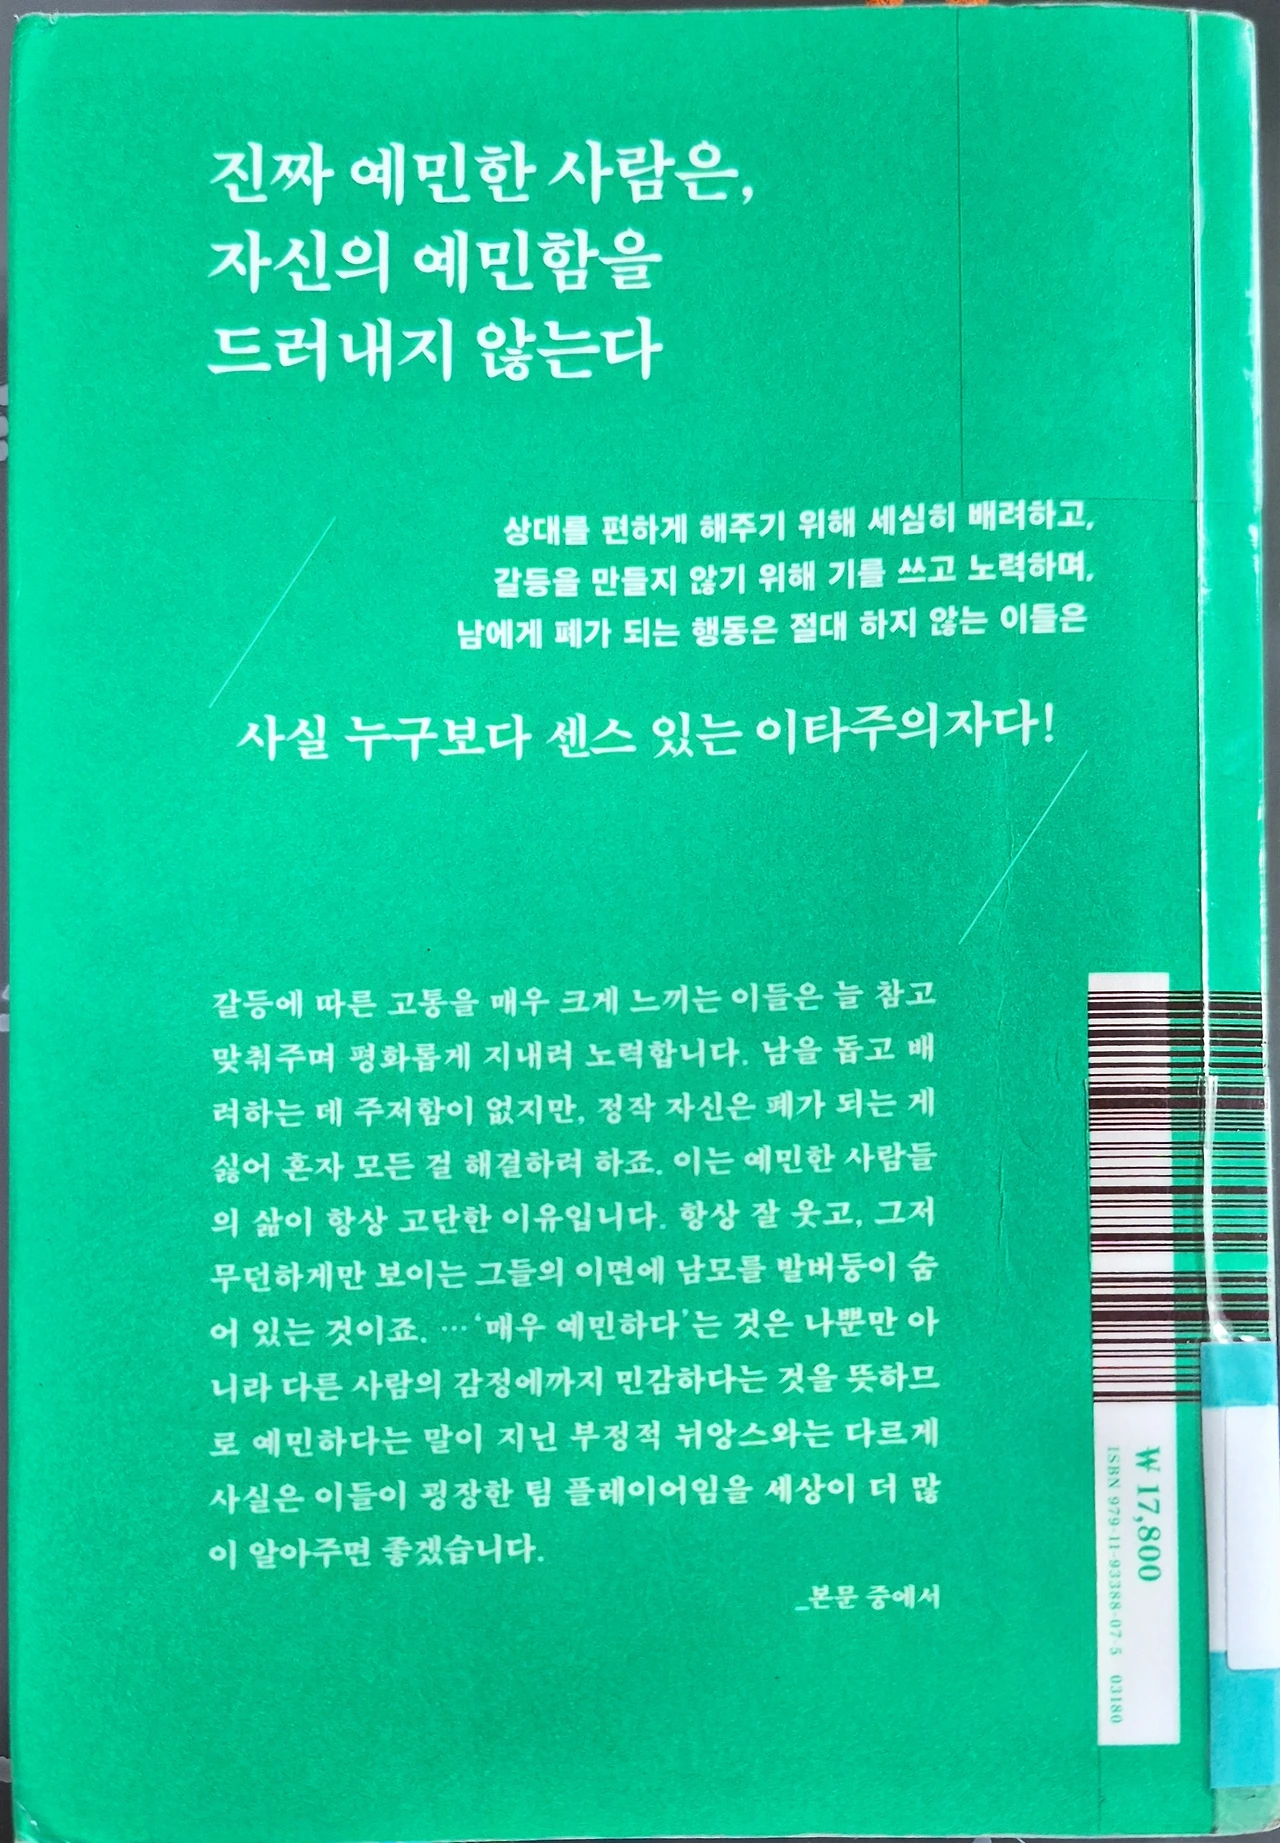 진짜 예민한 사람은,
자신의 예민함을
드러내지 않는다
상대를 편하게 해주기 위해 세심히 배려하고,
갈등을 만들지 않기 위해 기를 쓰고 노력하며,
남에게 폐가 되는 행동은 절대 하지 않는 이들은
사실 누구보다 센스 있는 이타주의자다!
갈등에 따른 고통을 매우 크게 느끼는 이들은 늘 참고
맞춰주며 평화롭게 지내려 노력합니다. 남을 돕고 배
려하는 데 주저함이 없지만, 정작 자신은 폐가 되는 게
싫어 혼자 모든 걸 해결하려 하죠. 이는 예민한 사람들
의 삶이 항상 고단한 이유입니다. 항상 잘 웃고, 그저
무던하게만 보이는 그들의 이면에 남모를 발버둥이 숨
어 있는 것이죠. … ‘매우 예민하다’는 것은 나뿐만 아
니라 다른 사람의 감정에까지 민감하다는 것을 뜻하므
로 예민하다는 말이 지닌 부정적 뉘앙스와는 다르게
사실은 이들이 굉장한 팀 플레이어임을 세상이 더 많
이 알아주면 좋겠습니다.
_본문 중에서
₩ 17,800
ISBN 979-11-93388-07-5 03180